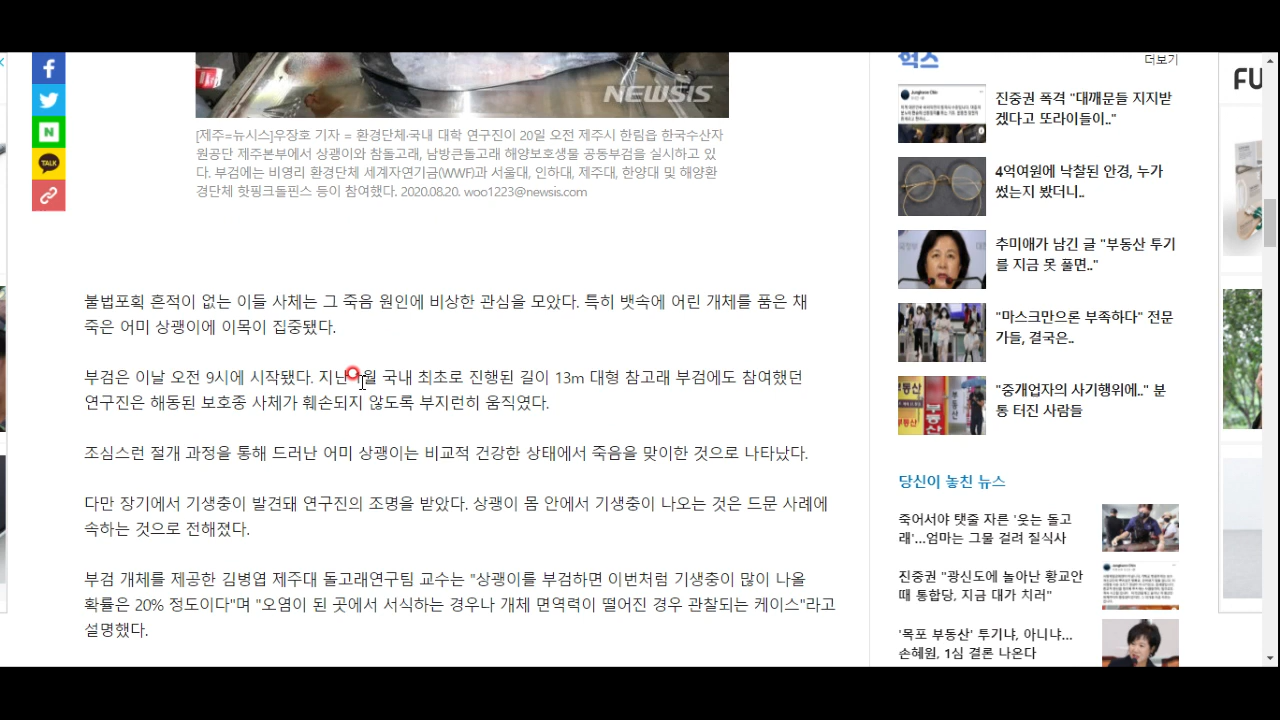 NEWSIS
[제주=뉴시스]우장호 기자 = 환경단체·국내 대학 연구진이 20일 오전 제주시 한림읍 한국수산자
원공단 제주본부에서 상괭이와 참돌고래, 남방큰돌고래 해양보호생물 공동부검을 실시하고 있
다. 부검에는 비영리 환경단체 세계자연기금(WWF)과 서울대, 인하대, 제주대, 한양대 및 해양환
경단체 핫핑크돌핀스 등이 참여했다. 2020.08.20. woo1223@newsis.com
불법포획 흔적이 없는 이들 사체는 그 죽음 원인에 비상한 관심을 모았다. 특히 뱃속에 어린 개체를 품은 채
죽은 어미 상괭이에 이목이 집중됐다.
부검은 이날 오전 9시에 시작됐다. 지난 월 국내 최초로 진행된 길이 13m 대형 참고래 부검에도 참여했던
연구진은 해동된 보호종 사체가 훼손되지 않도록 부지런히 움직였다.
조심스런 절개 과정을 통해 드러난 어미 상괭이는 비교적 건강한 상태에서 죽음을 맞이한 것으로 나타났다.
다만 장기에서 기생충이 발견돼 연구진의 조명을 받았다. 상괭이 몸 안에서 기생충이 나오는 것은 드문 사례에
속하는 것으로 전해졌다.
부검 개체를 제공한 김병엽 제주대 돌고래연구팀 교수는 "상괭이를 부검하면 이번처럼 기생충이 많이 나올
확률은 20% 정도이다"며 "오염이 된 곳에서 서식하는 경우나 개체 면역력이 떨어진 경우 관찰되는 케이스"라고
설명했다.
TALK
헉스
더보기
진중권 폭격 "대깨문들 지지받
겠다고 또라이들이.."
4억여원에 낙찰된 안경, 누가
썼는지 봤더니..
추미애가 남긴 글 "부동산 투기
를 지금 못 풀면.."
"마스크만으론 부족하다" 전문
가들, 결국은..
"중개업자의 사기행위에.." 분
통 터진 사람들
당신이 놓친 뉴스
죽어서야 탯줄 자른 '웃는 돌고
래'...엄마는 그물 걸려 질식사
진중권 "광신도에 놀아난 황교안
때 통합당, 지금 대가 치러"
'목포 부동산' 투기냐, 아니냐...
손혜원, 1심 결론 나온다
FU